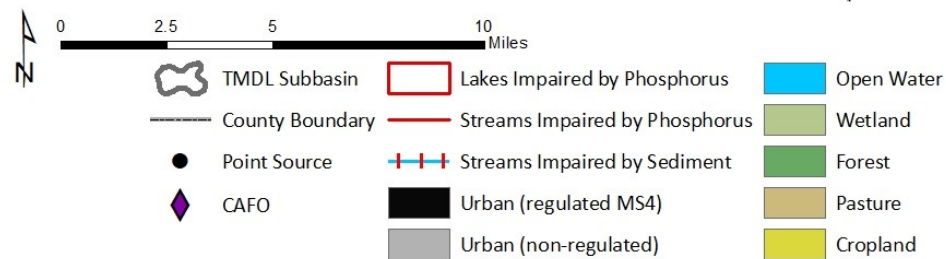 0 2.5 5 10
Miles
N
TMDL Subbasin
County Boundary
Point Source
CAFO
Lakes Impaired by Phosphorus
Streams Impaired by Phosphorus
Streams Impaired by Sediment
Urban (regulated MS4)
Urban (non-regulated)
Open Water
Wetland
Forest
Pasture
Cropland